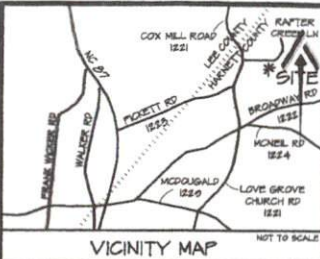 COX MILL ROAD
1221
RAFTER
CREEK LN
LEE COUNTY
HARNETT COUNTY
NC 87
SITE
PICKETT RD
1225
BROADWAY RD
1222
FRANK WICKER RD
WALKER RD
MCNEIL RD
1224
MCDOUGALD
1229
LOVE GROVE
CHURCH RD
1221
NOT TO SCALE
VICINITY MAP